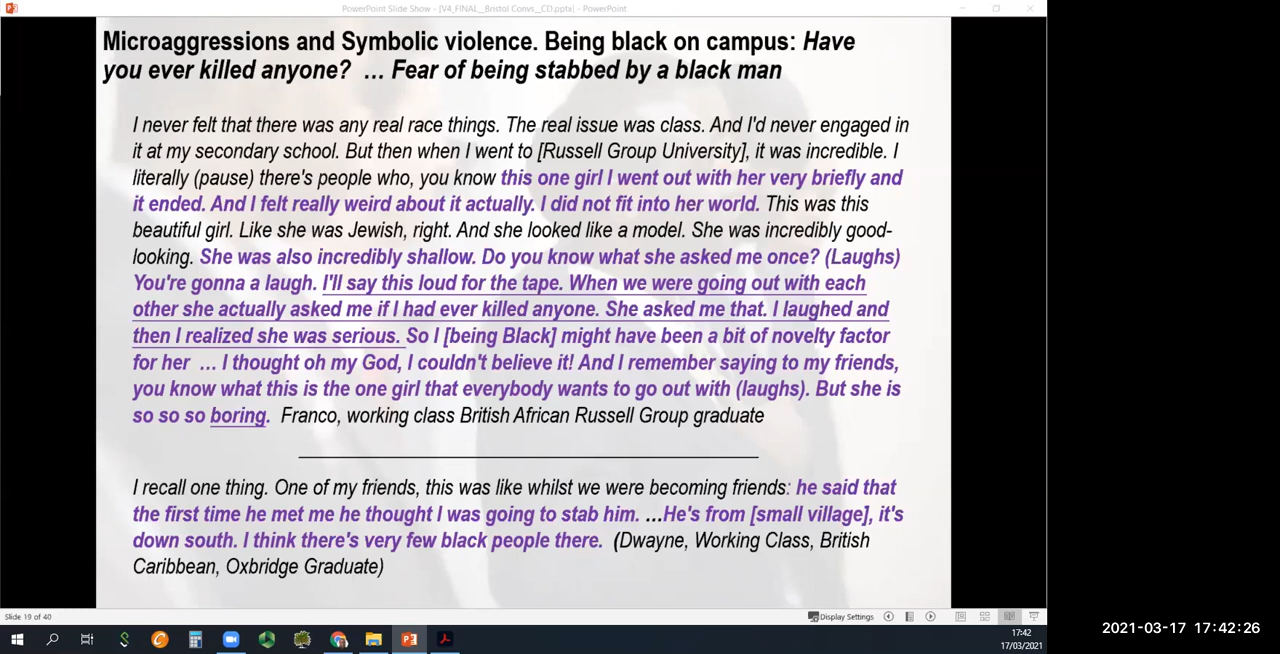 PowerPoint Slide Show - [V4_FINAL__Bristol Convs__CD.pptx] - PowerPoint
Microaggressions and Symbolic violence. Being black on campus: Have
you ever killed anyone? … Fear of being stabbed by a black man
I never felt that there was any real race things. The real issue was class. And I'd never engaged in
it at my secondary school. But then when I went to [Russell Group University], it was incredible. I
literally (pause) there's people who, you know this one girl I went out with her very briefly and
it ended. And I felt really weird about it actually. I did not fit into her world. This was this
beautiful girl. Like she was Jewish, right. And she looked like a model. She was incredibly good-
looking. She was also incredibly shallow. Do you know what she asked me once? (Laughs)
You're gonna a laugh. I'll say this loud for the tape. When we were going out with each
other she actually asked me if I had ever killed anyone. She asked me that. I laughed and
then I realized she was serious. So I [being Black] might have been a bit of novelty factor
for her … I thought oh my God, I couldn't believe it! And I remember saying to my friends,
you know what this is the one girl that everybody wants to go out with (laughs). But she is
so so so boring. Franco, working class British African Russell Group graduate
I recall one thing. One of my friends, this was like whilst we were becoming friends: he said that
the first time he met me he thought I was going to stab him. …He's from [small village], it's
down south. I think there's very few black people there. (Dwayne, Working Class, British
Caribbean, Oxbridge Graduate)
Slide 19 of 40
Display Settings
17:42
17/03/2021
2021-03-17 17:42:26